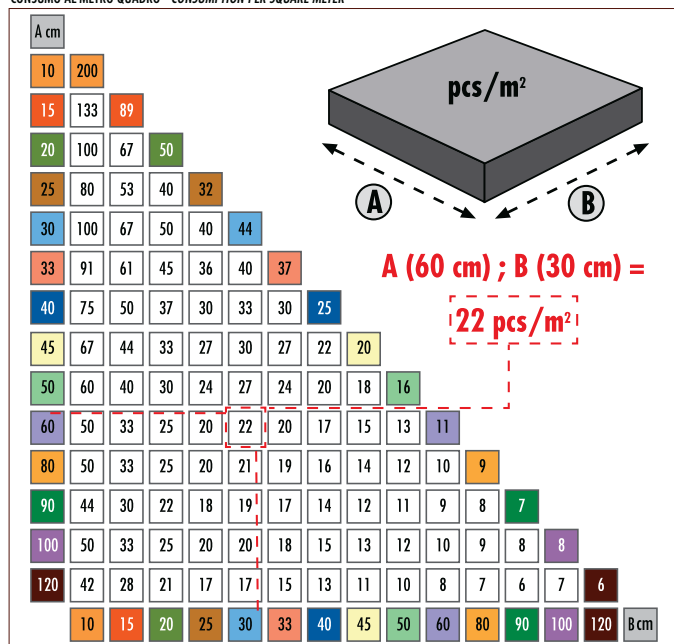 CONSUMO AL METRO QUADRO - CONSUMPTION PER SQUARE METER
A cm
10 200
15 133 89
20 100 67 50
25 80 53 40 32
30 100 67 50 40 44
33 91 61 45 36 40 37
40 75 50 37 30 33 30 25
45 67 44 33 27 30 27 22 20
50 60 40 30 24 27 24 20 18 16
60 50 33 25 20 22 20 17 15 13 11
80 50 33 25 20 21 19 16 14 12 10 9
90 44 30 22 18 19 17 14 12 11 9 8 7
100 50 33 25 20 20 18 15 13 12 10 9 8 8
120 42 28 21 17 17 15 13 11 10 8 7 6 7 6
10 15 20 25 30 33 40 45 50 60 80 90 100 120 B cm
pcs/m²
A
B
A (60 cm) ; B (30 cm) =
22 pcs/m²